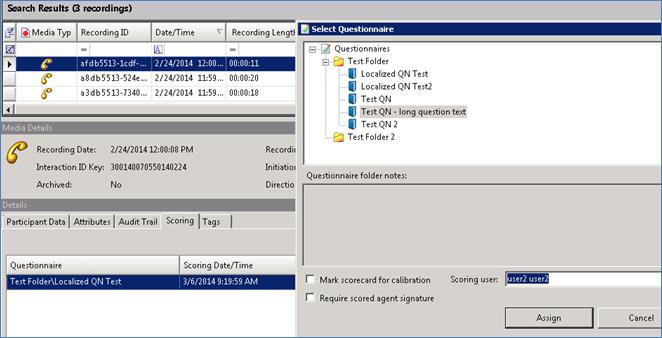 Search Results (3 recordings)
Media Typ Recording ID Date/Time Recording Length
= A =
afdb5513-1cdf-... 2/24/2014 12:00... 00:00:11
a8db5513-524e... 2/24/2014 11:59... 00:00:20
a3db5513-7340... 2/24/2014 11:59... 00:00:18
Media Details
Recording Date: 2/24/2014 12:00:08 PM Recordin
Interaction ID Key: 300140070550140224 Initiation
Archived: No Directio
Details
Participant Data Attributes Audit Trail Scoring Tags
Questionnaire Scoring Date/Time
Test Folder\Localized QN Test 3/6/2014 9:19:59 AM
Select Questionnaire
Questionnaires
Test Folder
Localized QN Test
Localized QN Test2
Test QN
Test QN - long question text
Test QN 2
Test Folder 2
Questionnaire folder notes:
Mark scorecard for calibration Scoring user: user2 user2
Require scored agent signature
Assign Cancel